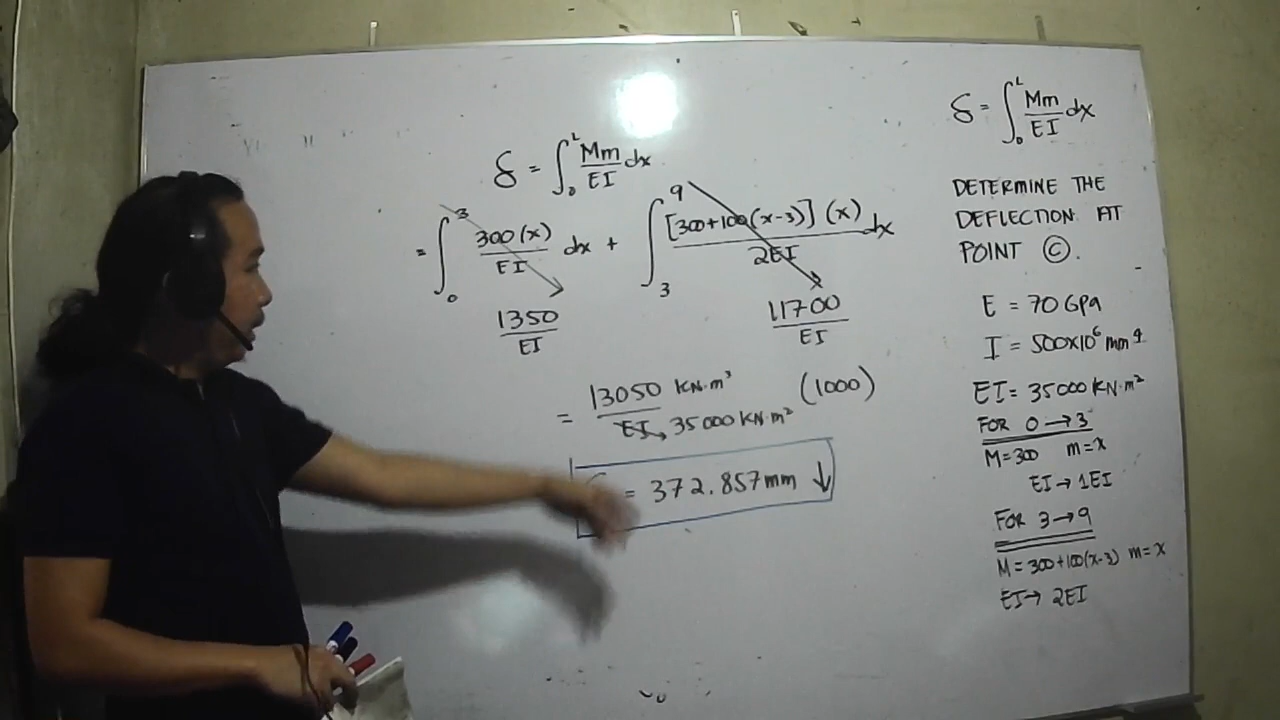 δ = ∫₀ᴸ Mm/EI dx
= ∫₀³ 300(x)/EI dx + ∫₃⁹ [300+100(x-3)](x)/2EI dx
1350/EI 11700/EI
= 13050 KN·m³/EI → 35000 KN·m² (1000)
= 372.857mm ↓
δ = ∫₀ᴸ Mm/EI dx
DETERMINE THE
DEFLECTION AT
POINT Ⓒ.
E = 70 GPa
I = 500x10⁶ mm⁴
EI = 35000 KN·m²
FOR 0→3
M=300 m=x
EI→1EI
FOR 3→9
M=300+100(x-3) m=x
EI→ 2EI